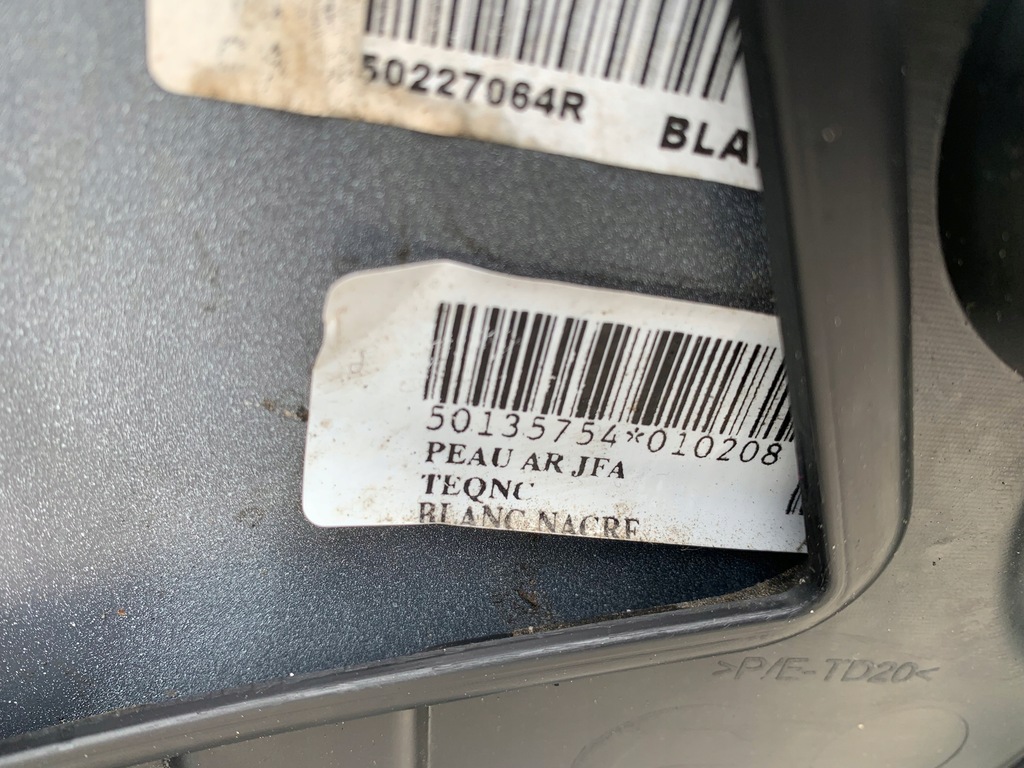 50227064R
BLA
50135754*010208
PEAU AR JFA
TEQNC
BLANC NACRE
>P/E-TD20<